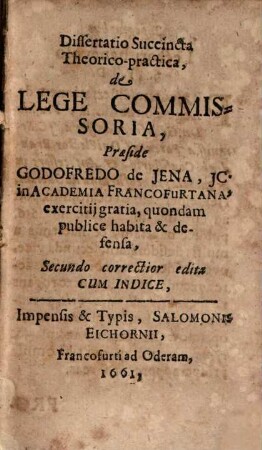 Dissertatio Succincta
Theorico-practica,
de
LEGE COMMIS=
SORIA,
Præside
GODOFREDO de JENA, JC.
in ACADEMIA FRANCOFURTANA,
exercitij gratia, quondam
publice habita & de-
fensa,
Secundo correctior edita
CUM INDICE,
Impensis & Typis, SALOMONIS
EICHORNII,
Francofurti ad Oderam,
1661,